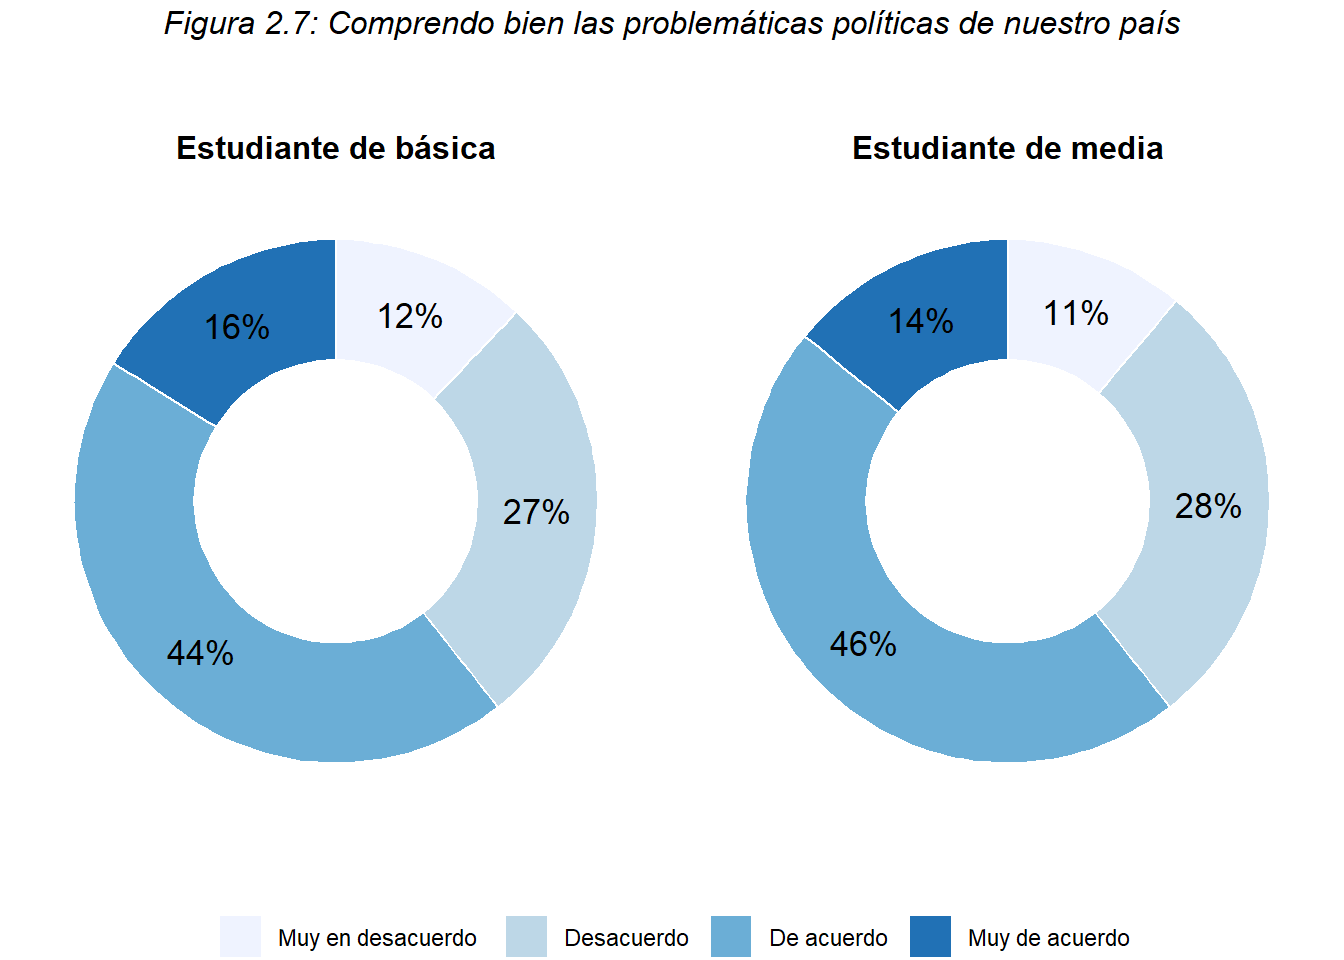 Figura 2.7: Comprendo bien las problemáticas políticas de nuestro país
Estudiante de básica
16%
12%
27%
44%
Estudiante de media
14%
11%
28%
46%
Muy en desacuerdo
Desacuerdo
De acuerdo
Muy de acuerdo